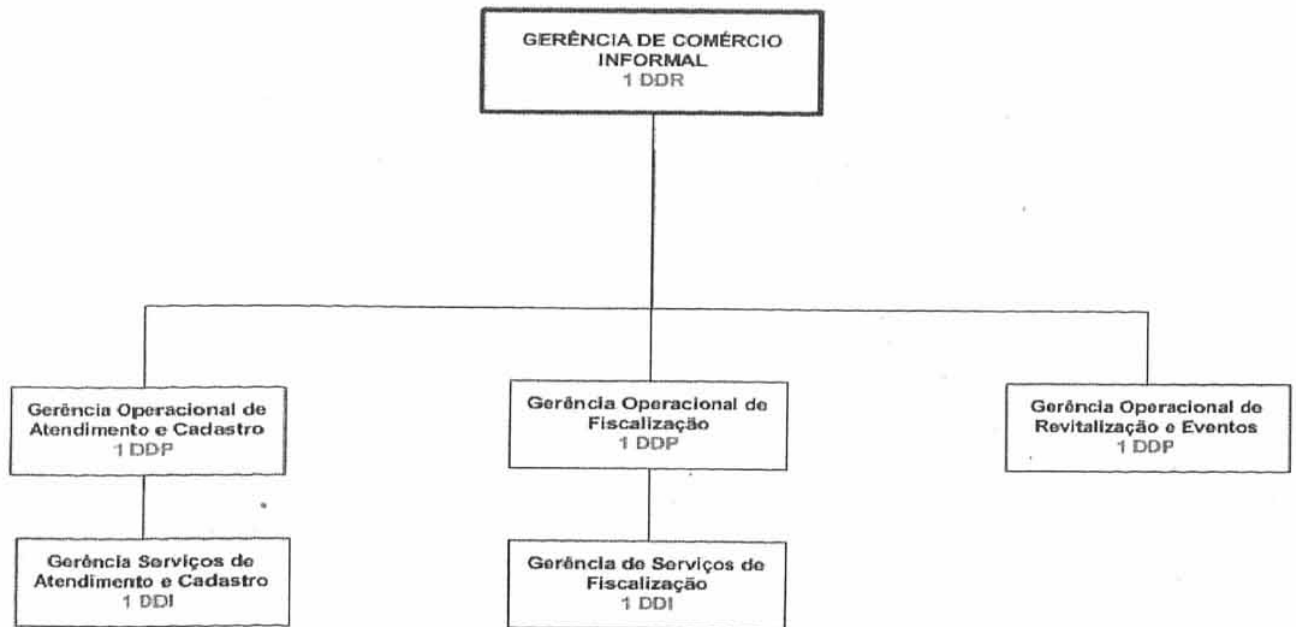 GERÊNCIA DE COMÉRCIO
INFORMAL
1 DDR
Gerência Operacional de
Atendimento e Cadastro
1 DDP
Gerência Operacional de
Fiscalização
1 DDP
Gerência Operacional de
Revitalização e Eventos
1 DDP
Gerência Serviços de
Atendimento e Cadastro
1 DDI
Gerência de Serviços de
Fiscalização
1 DDI